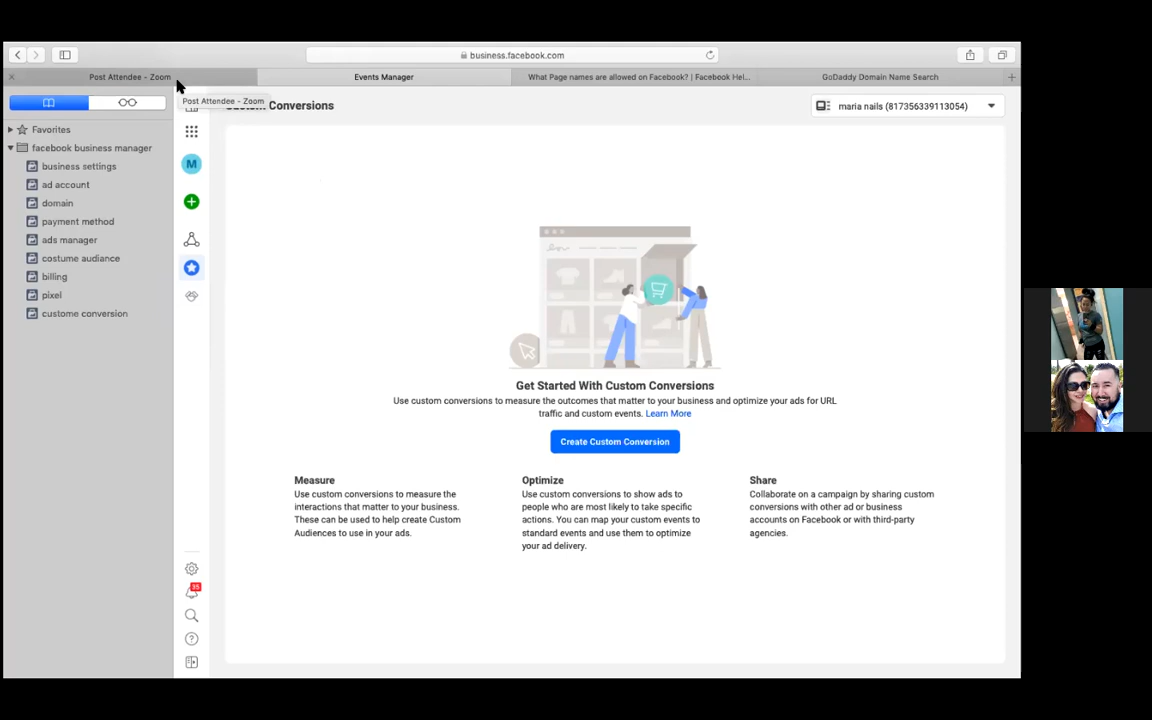 business.facebook.com
Post Attendee - Zoom
Events Manager
What Page names are allowed on Facebook? | Facebook Hel...
GoDaddy Domain Name Search
Post Attendee - Zoom
Conversions
maria nails (817356339113054)
Favorites
facebook business manager
business settings
ad account
domain
payment method
ads manager
costume audiance
billing
pixel
custome conversion
M
35
Get Started With Custom Conversions
Use custom conversions to measure the outcomes that matter to your business and optimize your ads for URL
traffic and custom events. Learn More
Create Custom Conversion
Measure
Use custom conversions to measure the
interactions that matter to your business.
These can be used to help create Custom
Audiences to use in your ads.
Optimize
Use custom conversions to show ads to
people who are most likely to take specific
actions. You can map your custom events to
standard events and use them to optimize
your ad delivery.
Share
Collaborate on a campaign by sharing custom
conversions with other ad or business
accounts on Facebook or with third-party
agencies.